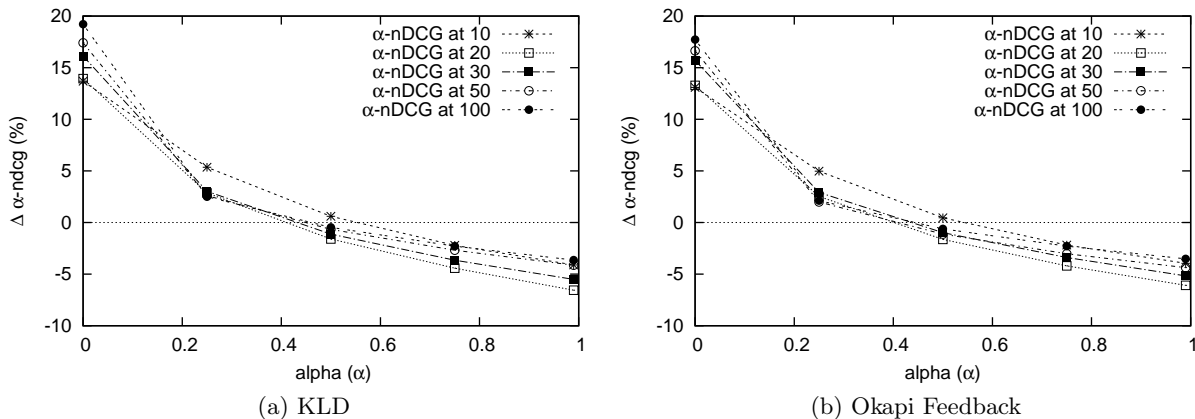 20
15
10
5
0
-5
-10
0
0.2
0.4
0.6
0.8
1
Δ α-ndcg (%)
alpha (α)
α-nDCG at 10
α-nDCG at 20
α-nDCG at 30
α-nDCG at 50
α-nDCG at 100
(a) KLD
20
15
10
5
0
-5
-10
0
0.2
0.4
0.6
0.8
1
Δ α-ndcg (%)
alpha (α)
α-nDCG at 10
α-nDCG at 20
α-nDCG at 30
α-nDCG at 50
α-nDCG at 100
(b) Okapi Feedback